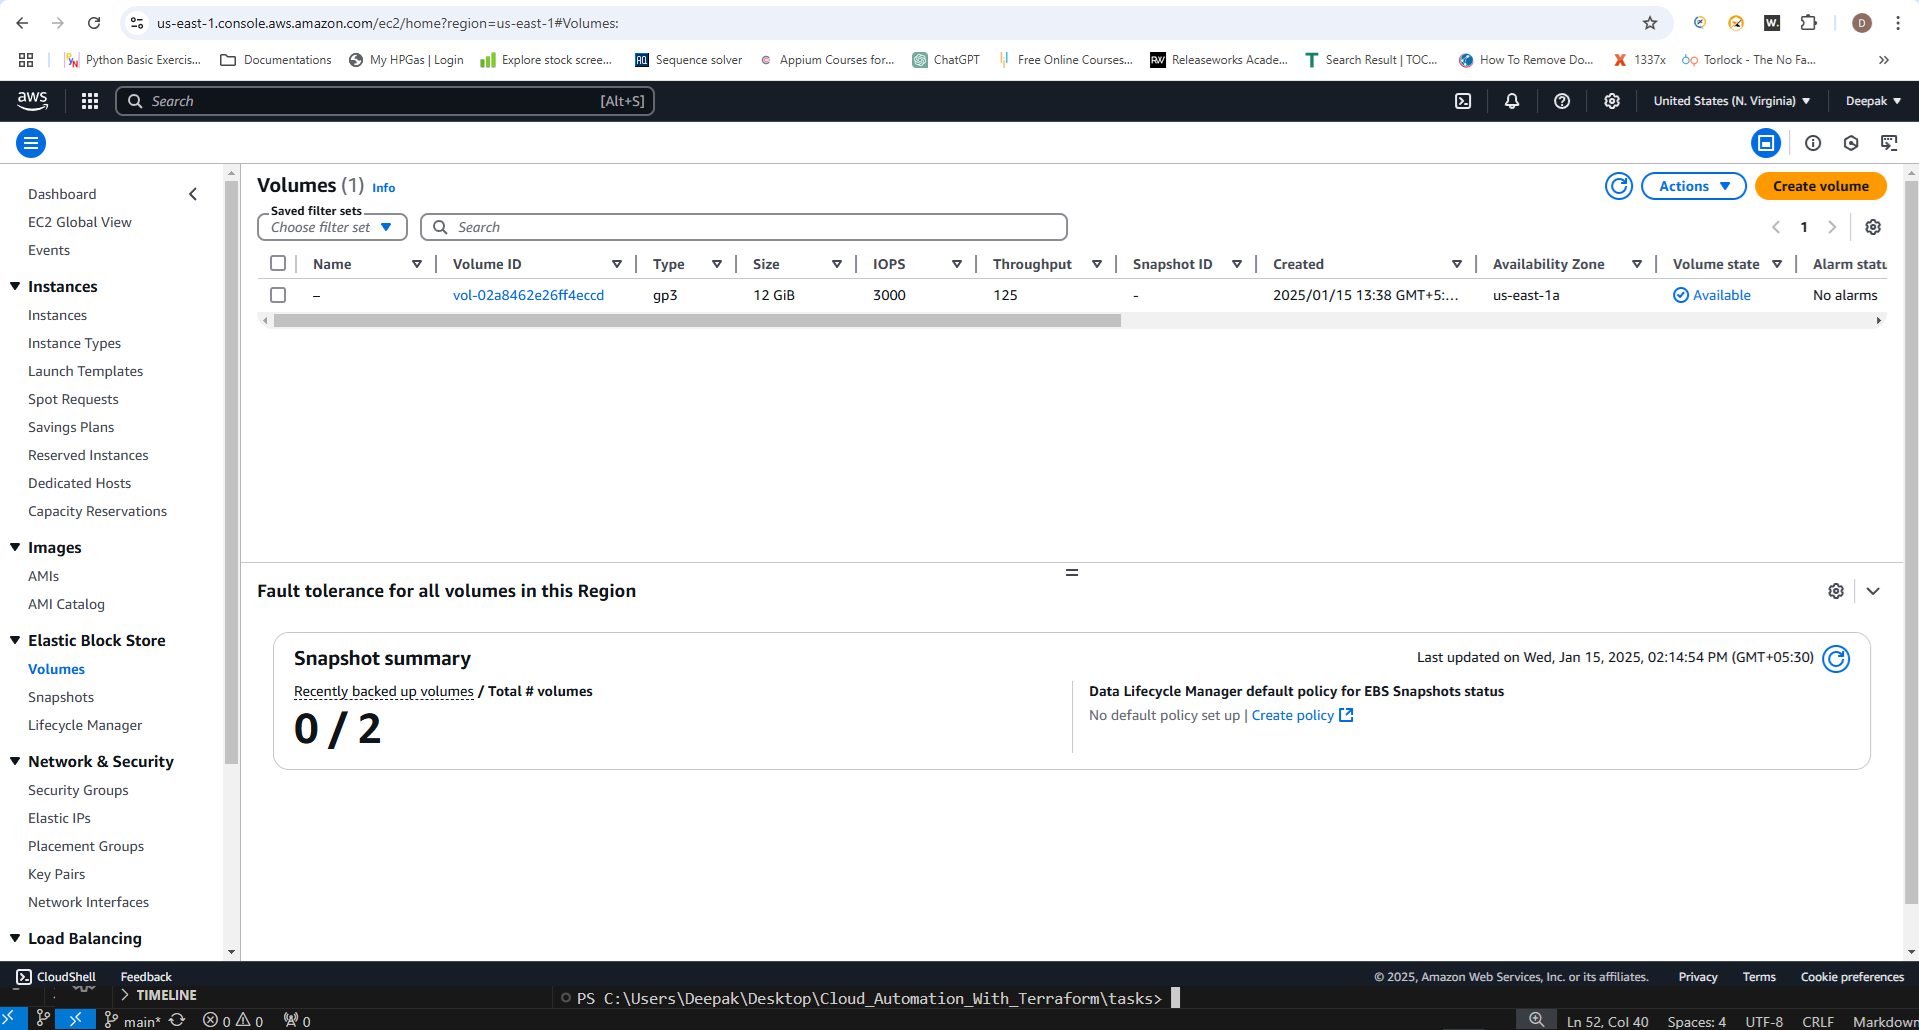 us-east-1.console.aws.amazon.com/ec2/home?region=us-east-1#Volumes:
W.
D
Python Basic Exercis... Documentations My HPGas | Login Explore stock scree... Sequence solver Appium Courses for... ChatGPT Free Online Courses... Releaseworks Acade... Search Result | TOC... How To Remove Do... 1337x Torlock - The No Fa...
aws Search [Alt+S] United States (N. Virginia) Deepak
Dashboard
EC2 Global View
Events
Instances
Instances
Instance Types
Launch Templates
Spot Requests
Savings Plans
Reserved Instances
Dedicated Hosts
Capacity Reservations
Images
AMIs
AMI Catalog
Elastic Block Store
Volumes
Snapshots
Lifecycle Manager
Network & Security
Security Groups
Elastic IPs
Placement Groups
Key Pairs
Network Interfaces
Load Balancing
Volumes (1) Info
Actions Create volume
Saved filter sets
Choose filter set Search 1
Name Volume ID Type Size IOPS Throughput Snapshot ID Created Availability Zone Volume state Alarm statu
– vol-02a8462e26ff4eccd gp3 12 GiB 3000 125 - 2025/01/15 13:38 GMT+5:... us-east-1a Available No alarms
Fault tolerance for all volumes in this Region
Snapshot summary
Last updated on Wed, Jan 15, 2025, 02:14:54 PM (GMT+05:30)
Recently backed up volumes / Total # volumes
0 / 2
Data Lifecycle Manager default policy for EBS Snapshots status
No default policy set up | Create policy
CloudShell Feedback © 2025, Amazon Web Services, Inc. or its affiliates. Privacy Terms Cookie preferences
TIMELINE
PS C:\Users\Deepak\Desktop\Cloud_Automation_With_Terraform\tasks>
main* 0 0 0 Ln 52, Col 40 Spaces: 4 UTF-8 CRLF Markdown